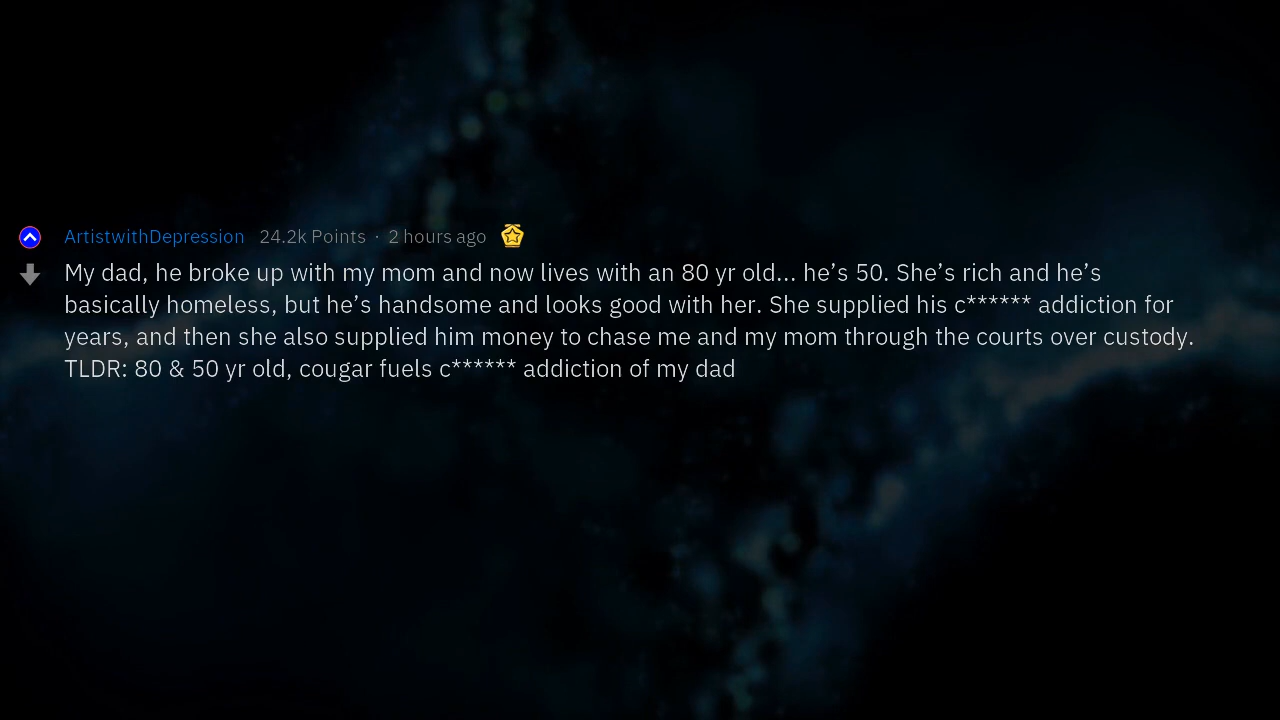 ArtistwithDepression 24.2k Points · 2 hours ago
My dad, he broke up with my mom and now lives with an 80 yr old... he’s 50. She’s rich and he’s
basically homeless, but he’s handsome and looks good with her. She supplied his c****** addiction for
years, and then she also supplied him money to chase me and my mom through the courts over custody.
TLDR: 80 & 50 yr old, cougar fuels c****** addiction of my dad